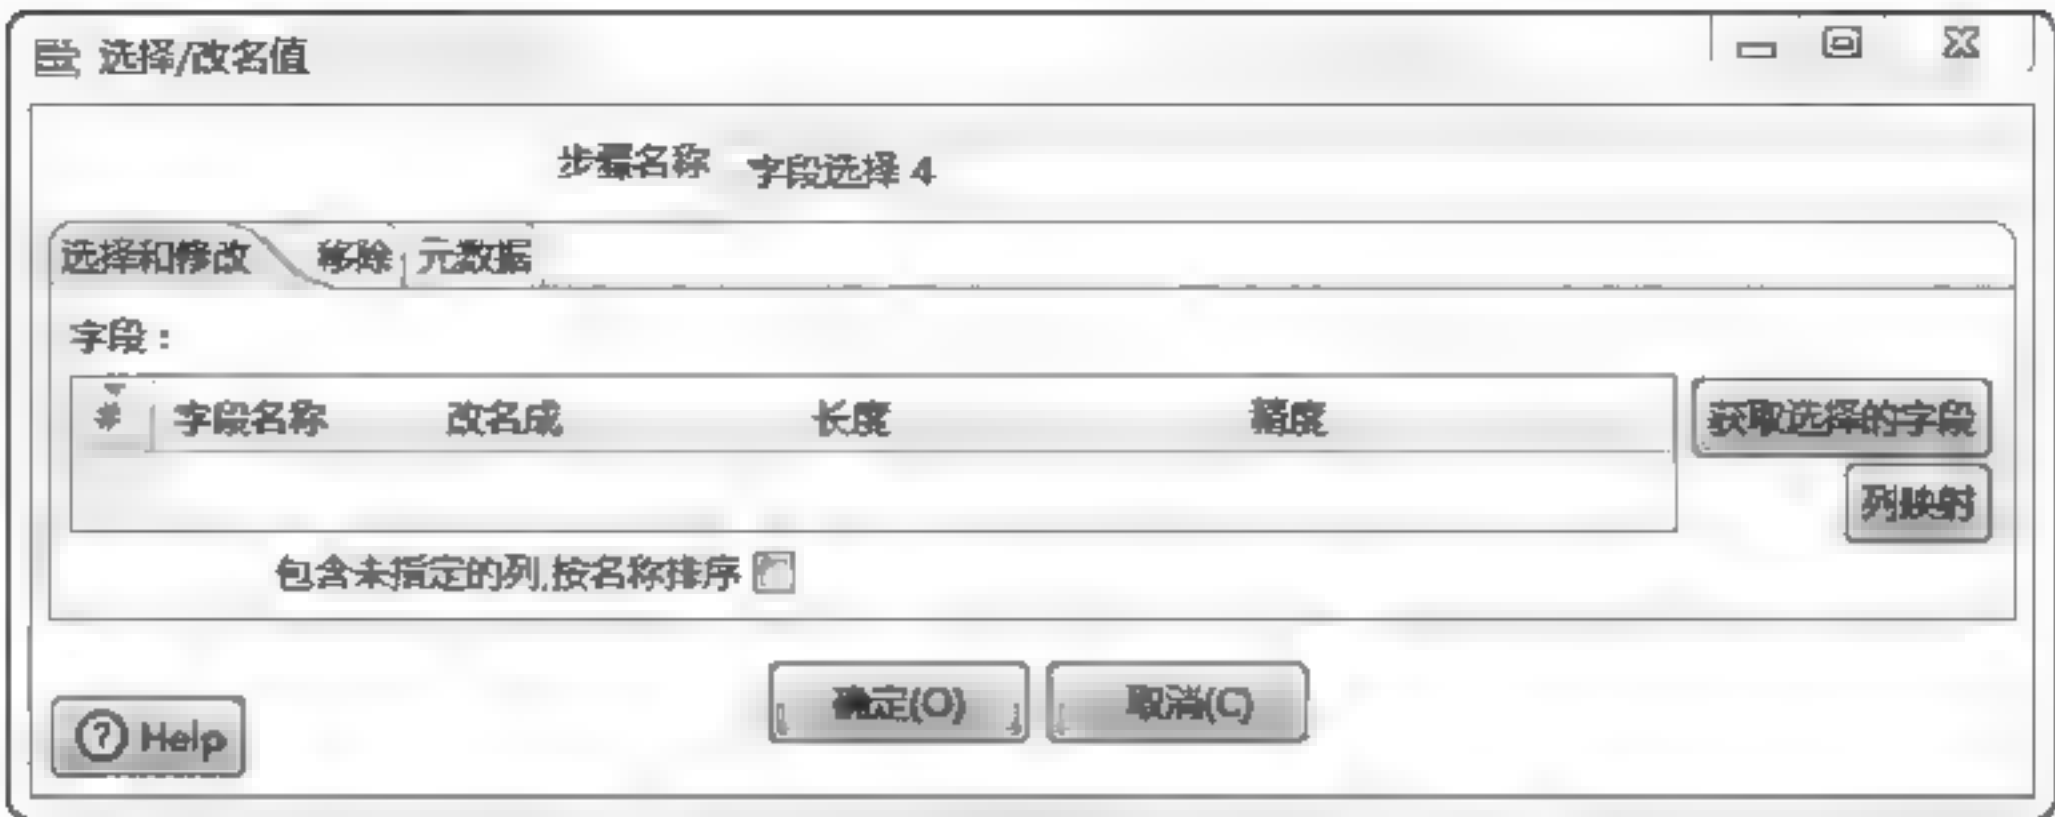 选择/改名值
步骤名称 字段选择 4
选择和修改 移除 元数据
字段：
# 字段名称 改名成 长度 精度 获取选择的字段
列映射
包含未指定的列,按名称排序
确定(O) 取消(C)
? Help